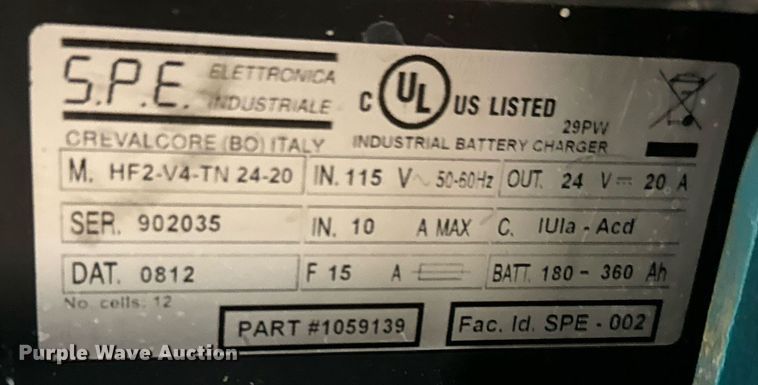 S.P.E. ELETTRONICA INDUSTRIALE
CREVALCORE (BO) ITALY
C UL US LISTED
29PW
INDUSTRIAL BATTERY CHARGER
M. HF2-V4-TN 24-20 IN. 115 V~ 50-60Hz OUT. 24 V⎓ 20 A
SER. 902035 IN. 10 A MAX C. IUIa - Acd
DAT. 0812 F 15 A BATT. 180 - 360 Ah
No. cells: 12
PART #1059139 Fac. Id. SPE - 002
Purple Wave Auction